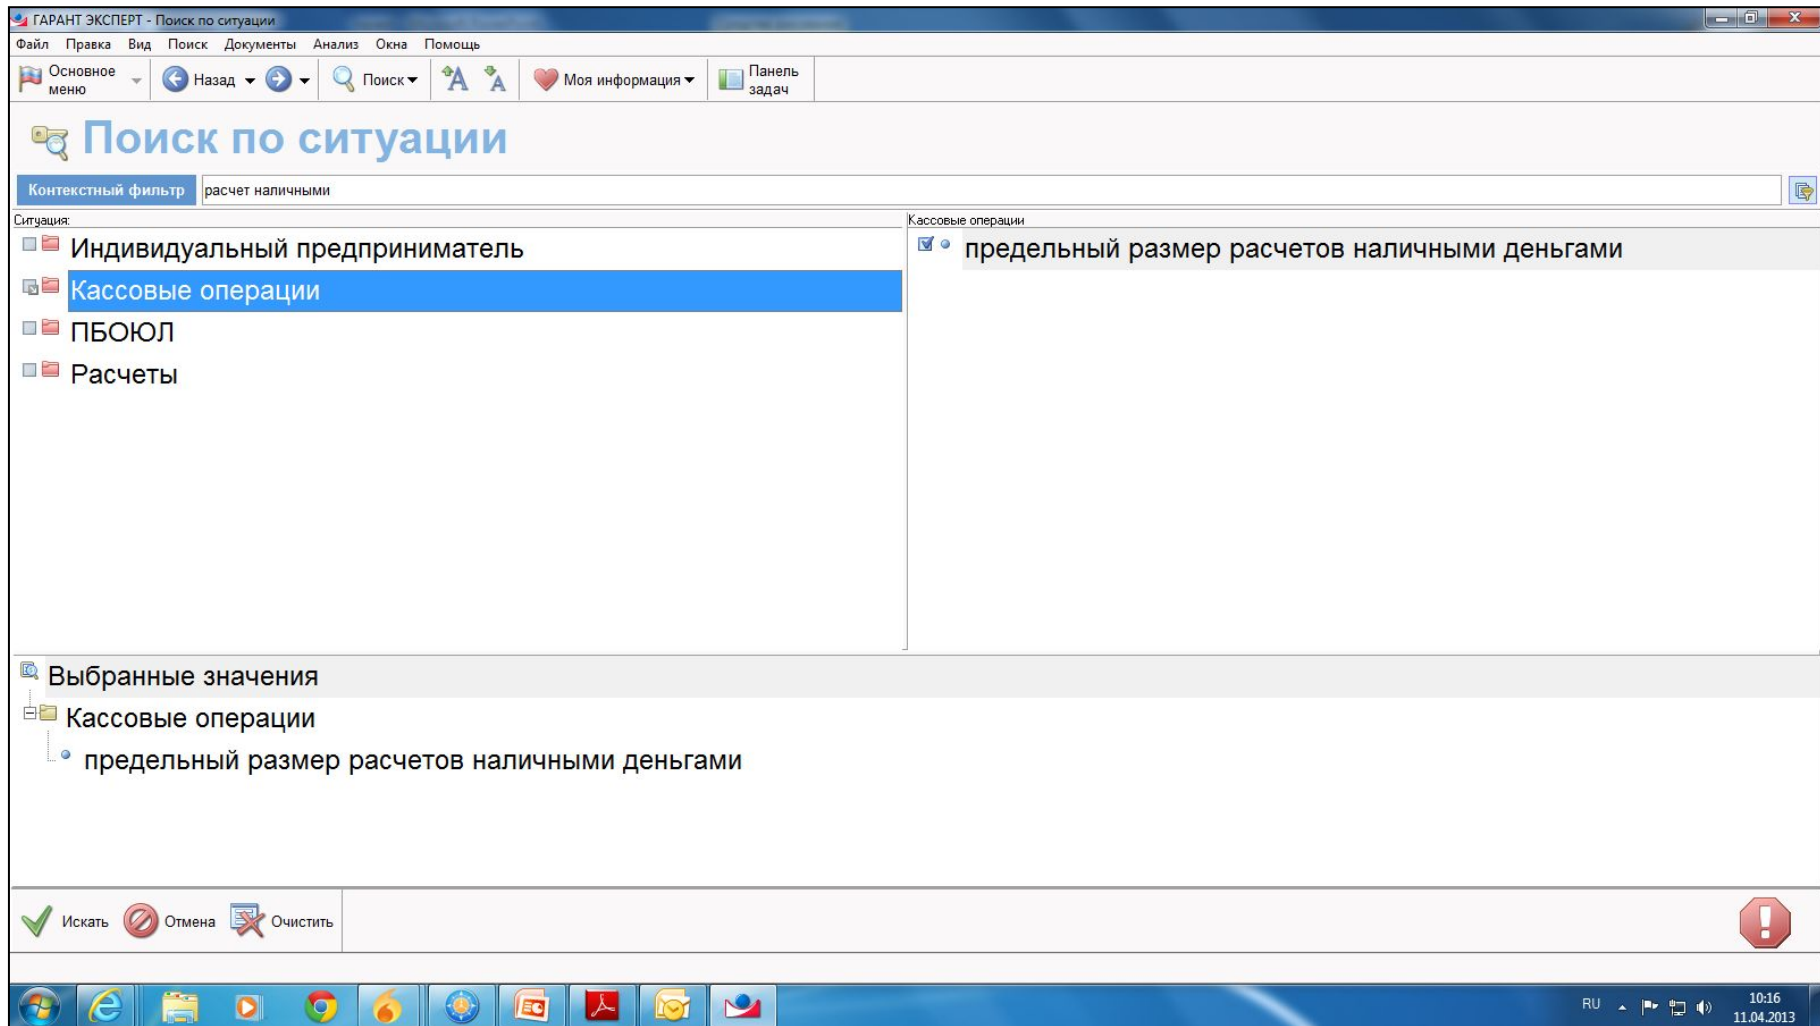 ГАРАНТ ЭКСПЕРТ - Поиск по ситуации
Файл Правка Вид Поиск Документы Анализ Окна Помощь
Основное меню Назад Поиск Моя информация Панель задач
Поиск по ситуации
Контекстный фильтр расчет наличными
Ситуация:
Индивидуальный предприниматель
Кассовые операции
ПБОЮЛ
Расчеты
Кассовые операции
предельный размер расчетов наличными деньгами
Выбранные значения
Кассовые операции
предельный размер расчетов наличными деньгами
Искать Отмена Очистить
RU 10:16
11.04.2013